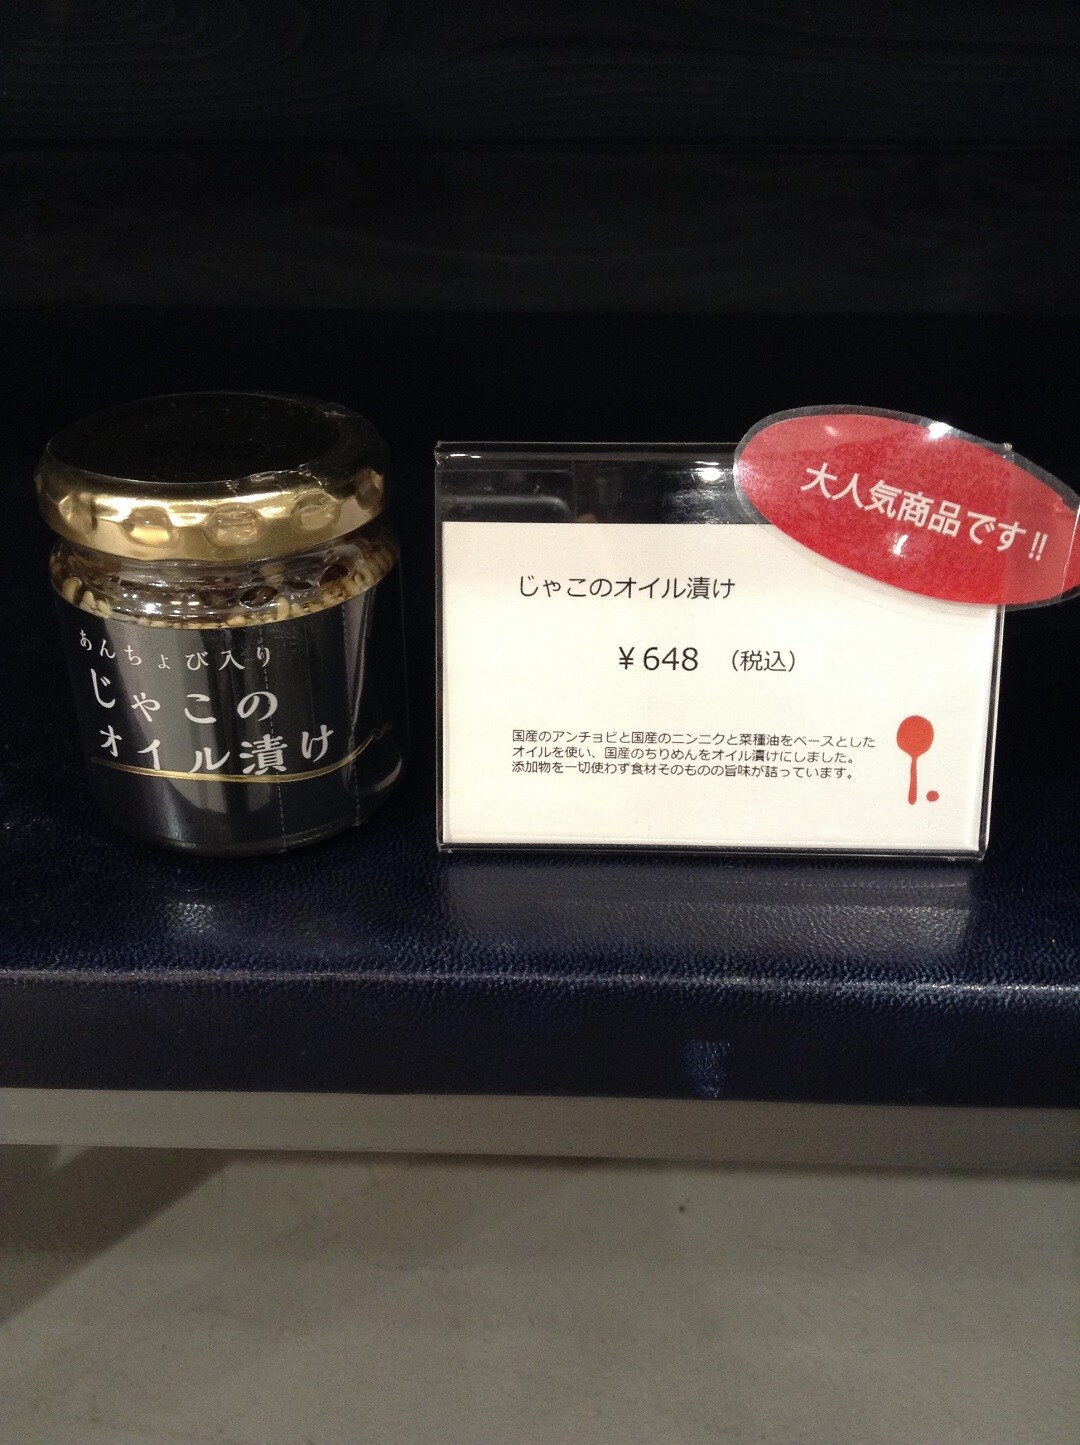 あんちょび入り
じゃこの
オイル漬け
大人気商品です!!
じゃこのオイル漬け
¥648 (税込)
国産のアンチョビと国産のニンニクと菜種油をベースとした
オイルを使い、国産のちりめんをオイル漬けにしました。
添加物を一切使わず食材そのものの旨味が詰っています。